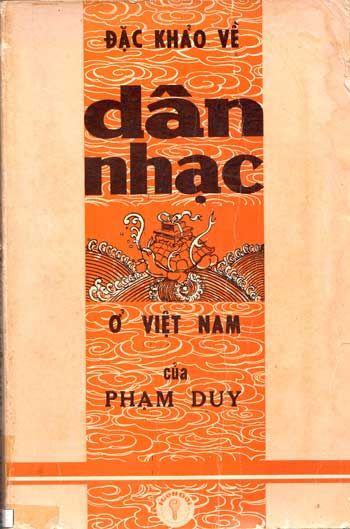 ĐẶC KHẢO VỀ
dân
nhạc
Ở VIỆT NAM
của
PHẠM DUY